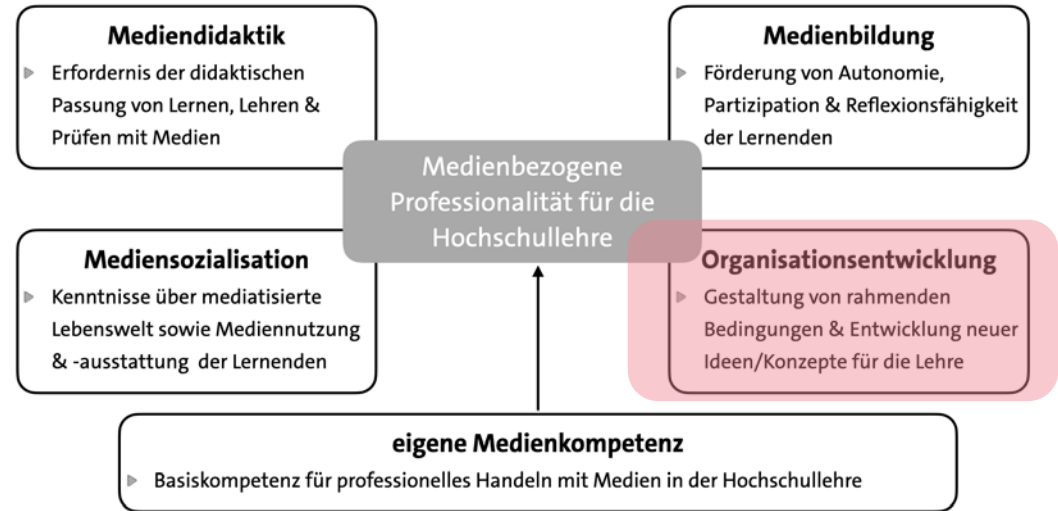 Mediendidaktik
Erfordernis der didaktischen
Passung von Lernen, Lehren &
Prüfen mit Medien
Medienbildung
Förderung von Autonomie,
Partizipation & Reflexionsfähigkeit
der Lernenden
Medienbezogene
Professionalität für die
Hochschullehre
Mediensozialisation
Kenntnisse über mediatisierte
Lebenswelt sowie Mediennutzung
& -ausstattung der Lernenden
Organisationsentwicklung
Gestaltung von rahmenden
Bedingungen & Entwicklung neuer
Ideen/Konzepte für die Lehre
eigene Medienkompetenz
Basiskompetenz für professionelles Handeln mit Medien in der Hochschullehre